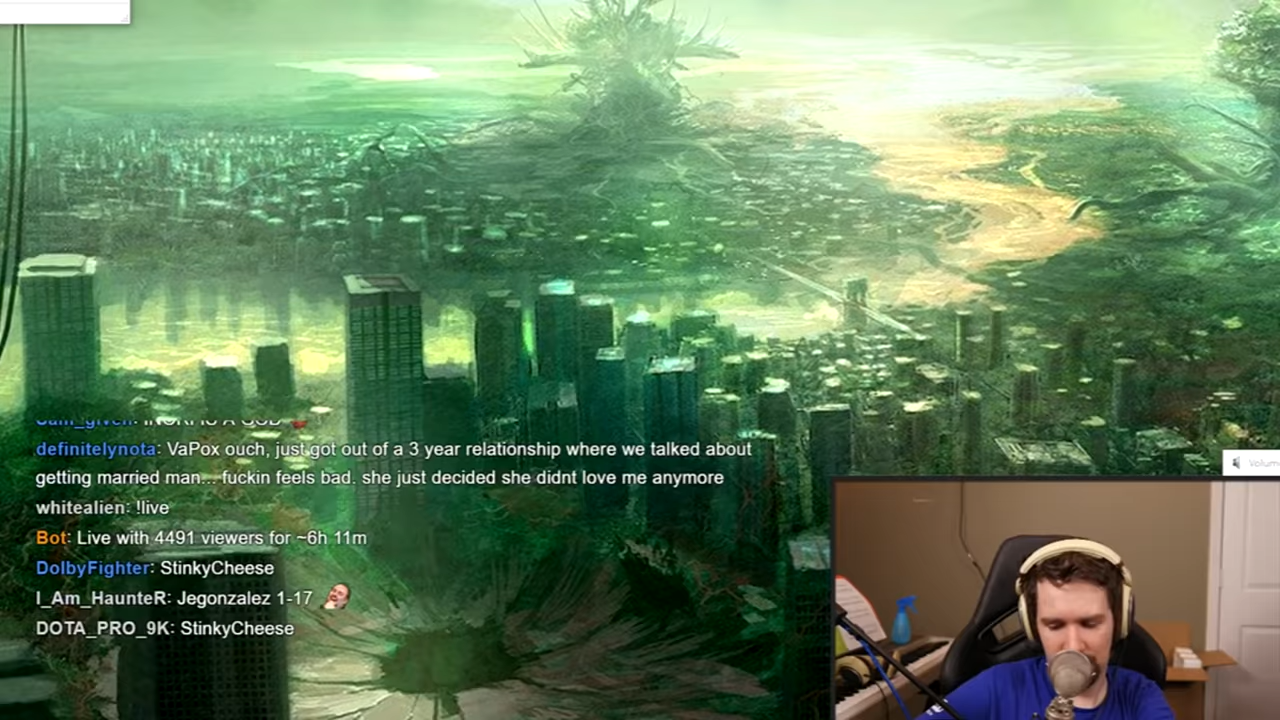 definitelynota: VaPox ouch, just got out of a 3 year relationship where we talked about
getting married man... fuckin feels bad. she just decided she didnt love me anymore
whitealien: !live
Bot: Live with 4491 viewers for ~6h 11m
DolbyFighter: StinkyCheese
I_Am_HaunteR: Jegonzalez 1-17
DOTA_PRO_9K: StinkyCheese